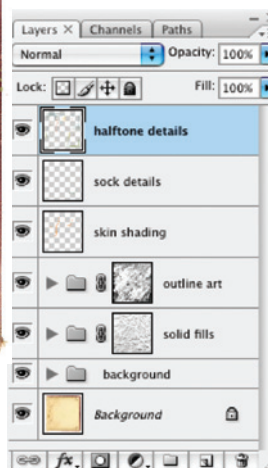 Layers × Channels Paths
Normal Opacity: 100%
Lock: Fill: 100%
halftone details
sock details
skin shading
outline art
solid fills
background
Background
fx.